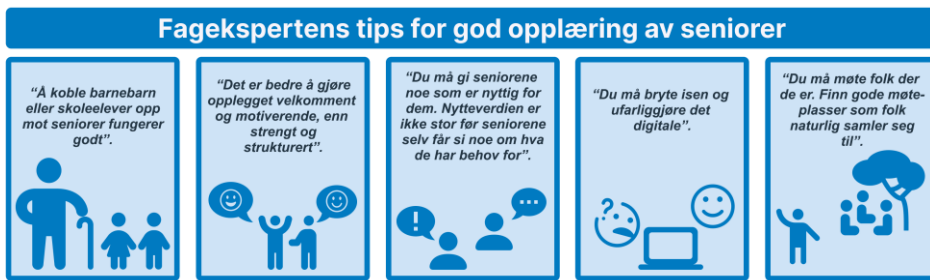 Fagekspertens tips for god opplæring av seniorer
“Å koble barnebarn
eller skoleelever opp
mot seniorer fungerer
godt”.
“Det er bedre å gjøre
opplegget velkomment
og motiverende, enn
strengt og
strukturert”.
“Du må gi seniorene
noe som er nyttig for
dem. Nytteverdien er
ikke stor før seniorene
selv får si noe om hva
de har behov for”.
“Du må bryte isen og
ufarliggjøre det
digitale”.
“Du må møte folk der
de er. Finn gode møte-
plasser som folk
naturlig samler seg
til”.